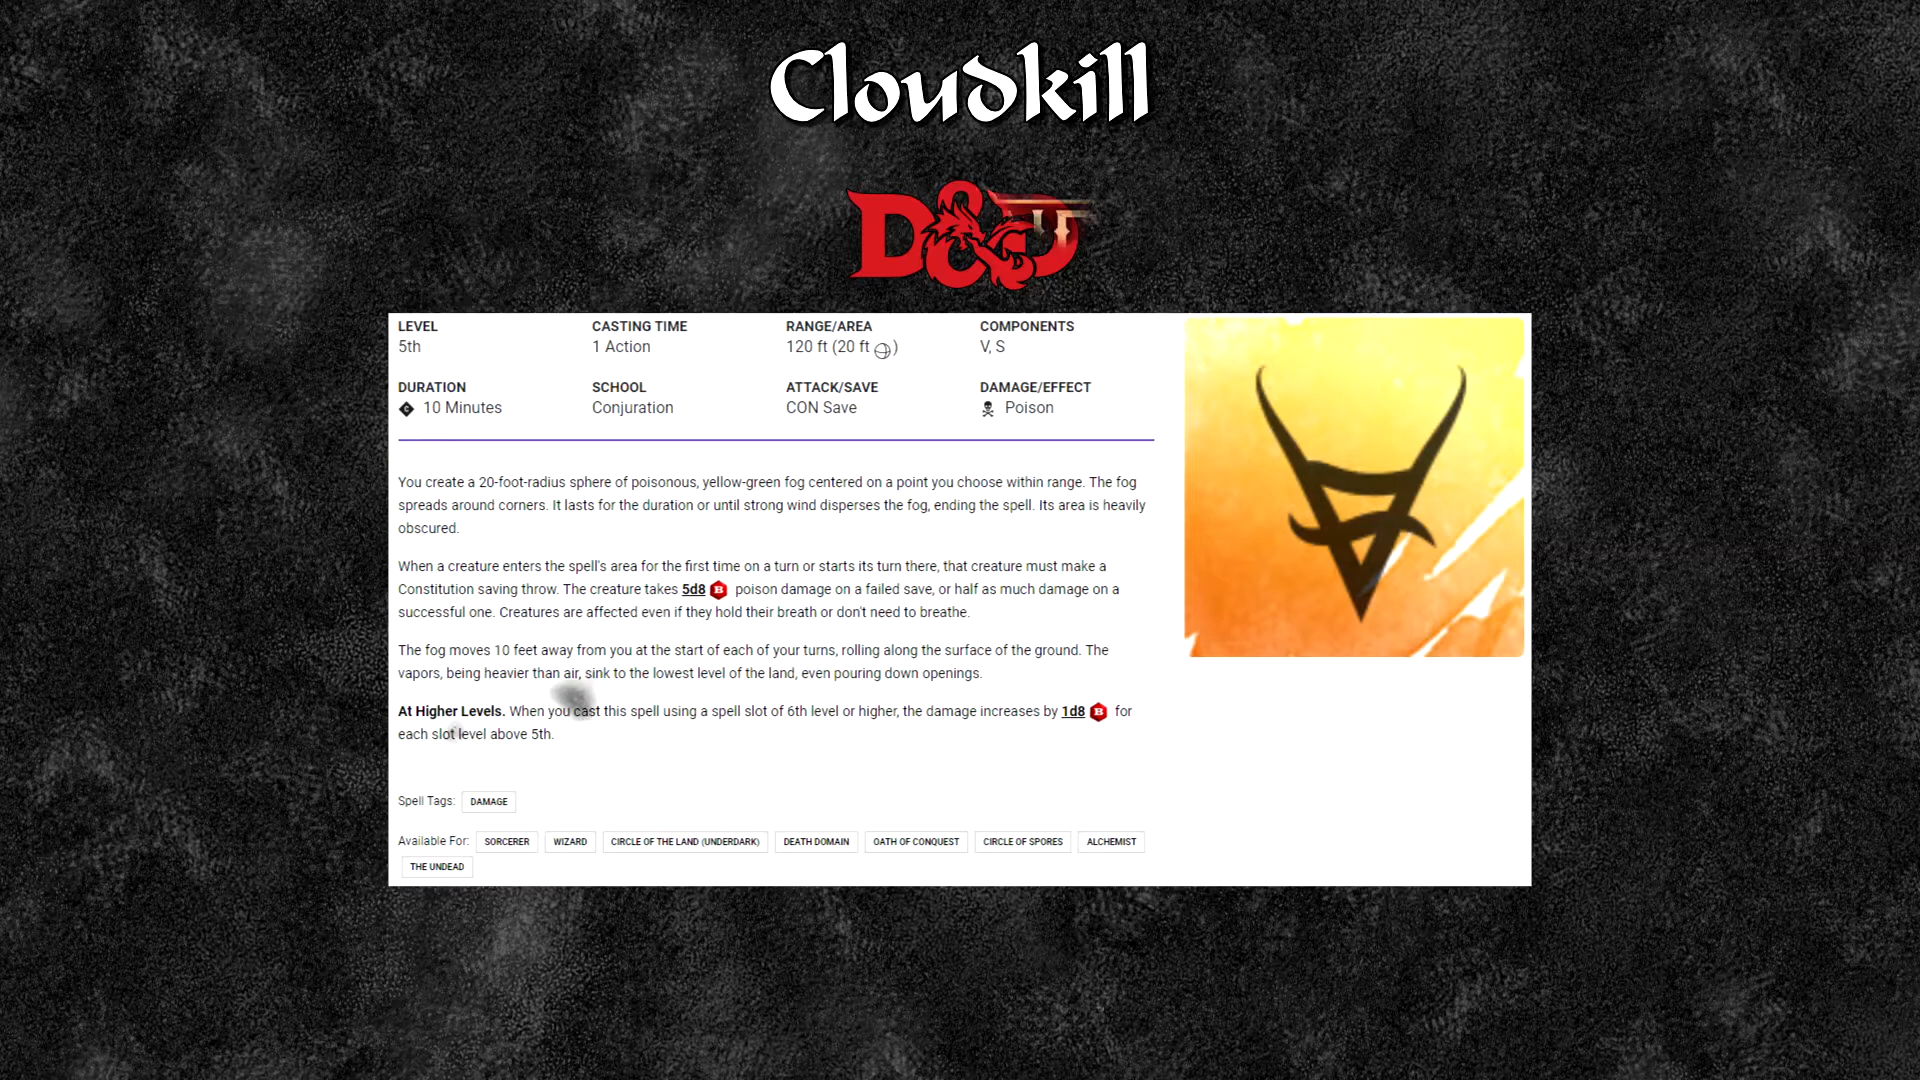 Cloudkill
D&D
LEVEL CASTING TIME RANGE/AREA COMPONENTS
5th 1 Action 120 ft (20 ft ) V, S
DURATION SCHOOL ATTACK/SAVE DAMAGE/EFFECT
10 Minutes Conjuration CON Save Poison
You create a 20-foot-radius sphere of poisonous, yellow-green fog centered on a point you choose within range. The fog
spreads around corners. It lasts for the duration or until strong wind disperses the fog, ending the spell. Its area is heavily
obscured.
When a creature enters the spell's area for the first time on a turn or starts its turn there, that creature must make a
Constitution saving throw. The creature takes 5d8 B poison damage on a failed save, or half as much damage on a
successful one. Creatures are affected even if they hold their breath or don't need to breathe.
The fog moves 10 feet away from you at the start of each of your turns, rolling along the surface of the ground. The
vapors, being heavier than air, sink to the lowest level of the land, even pouring down openings.
At Higher Levels. When you cast this spell using a spell slot of 6th level or higher, the damage increases by 1d8 B for
each slot level above 5th.
Spell Tags: DAMAGE
Available For: SORCERER WIZARD CIRCLE OF THE LAND (UNDERDARK) DEATH DOMAIN OATH OF CONQUEST CIRCLE OF SPORES ALCHEMIST
THE UNDEAD